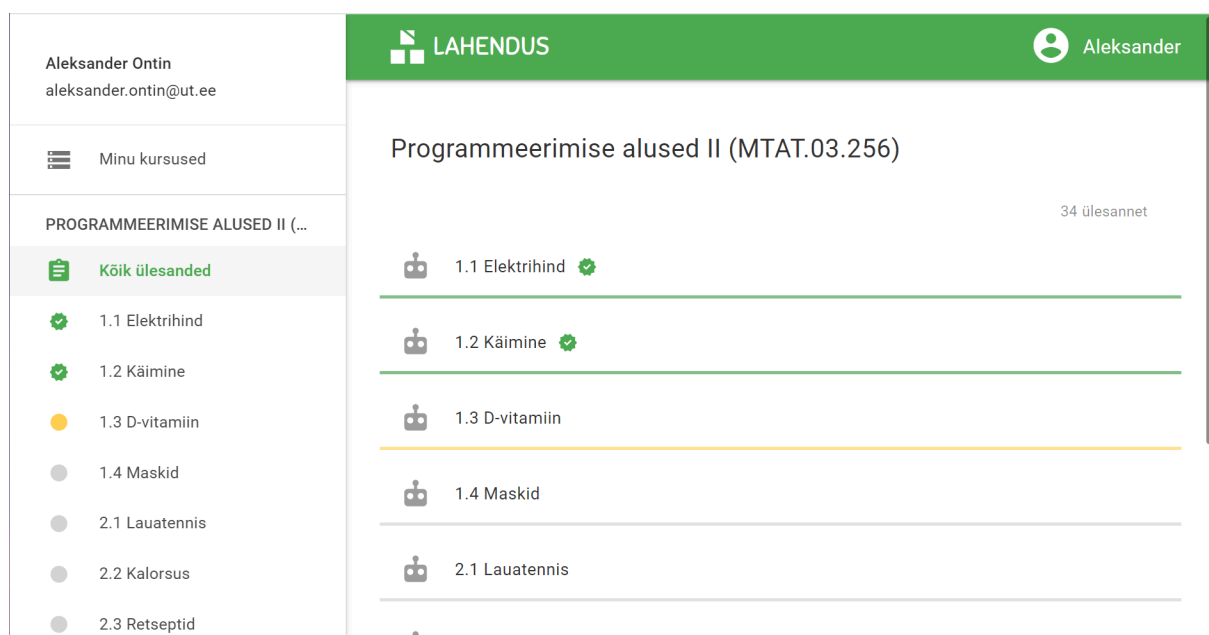 Aleksander Ontin
aleksander.ontin@ut.ee
Minu kursused
PROGRAMMEERIMISE ALUSED II (...
Kõik ülesanded
1.1 Elektrihind
1.2 Käimine
1.3 D-vitamiin
1.4 Maskid
2.1 Lauatennis
2.2 Kalorsus
2.3 Retseptid
LAHENDUS
Aleksander
Programmeerimise alused II (MTAT.03.256)
34 ülesannet
1.1 Elektrihind
1.2 Käimine
1.3 D-vitamiin
1.4 Maskid
2.1 Lauatennis